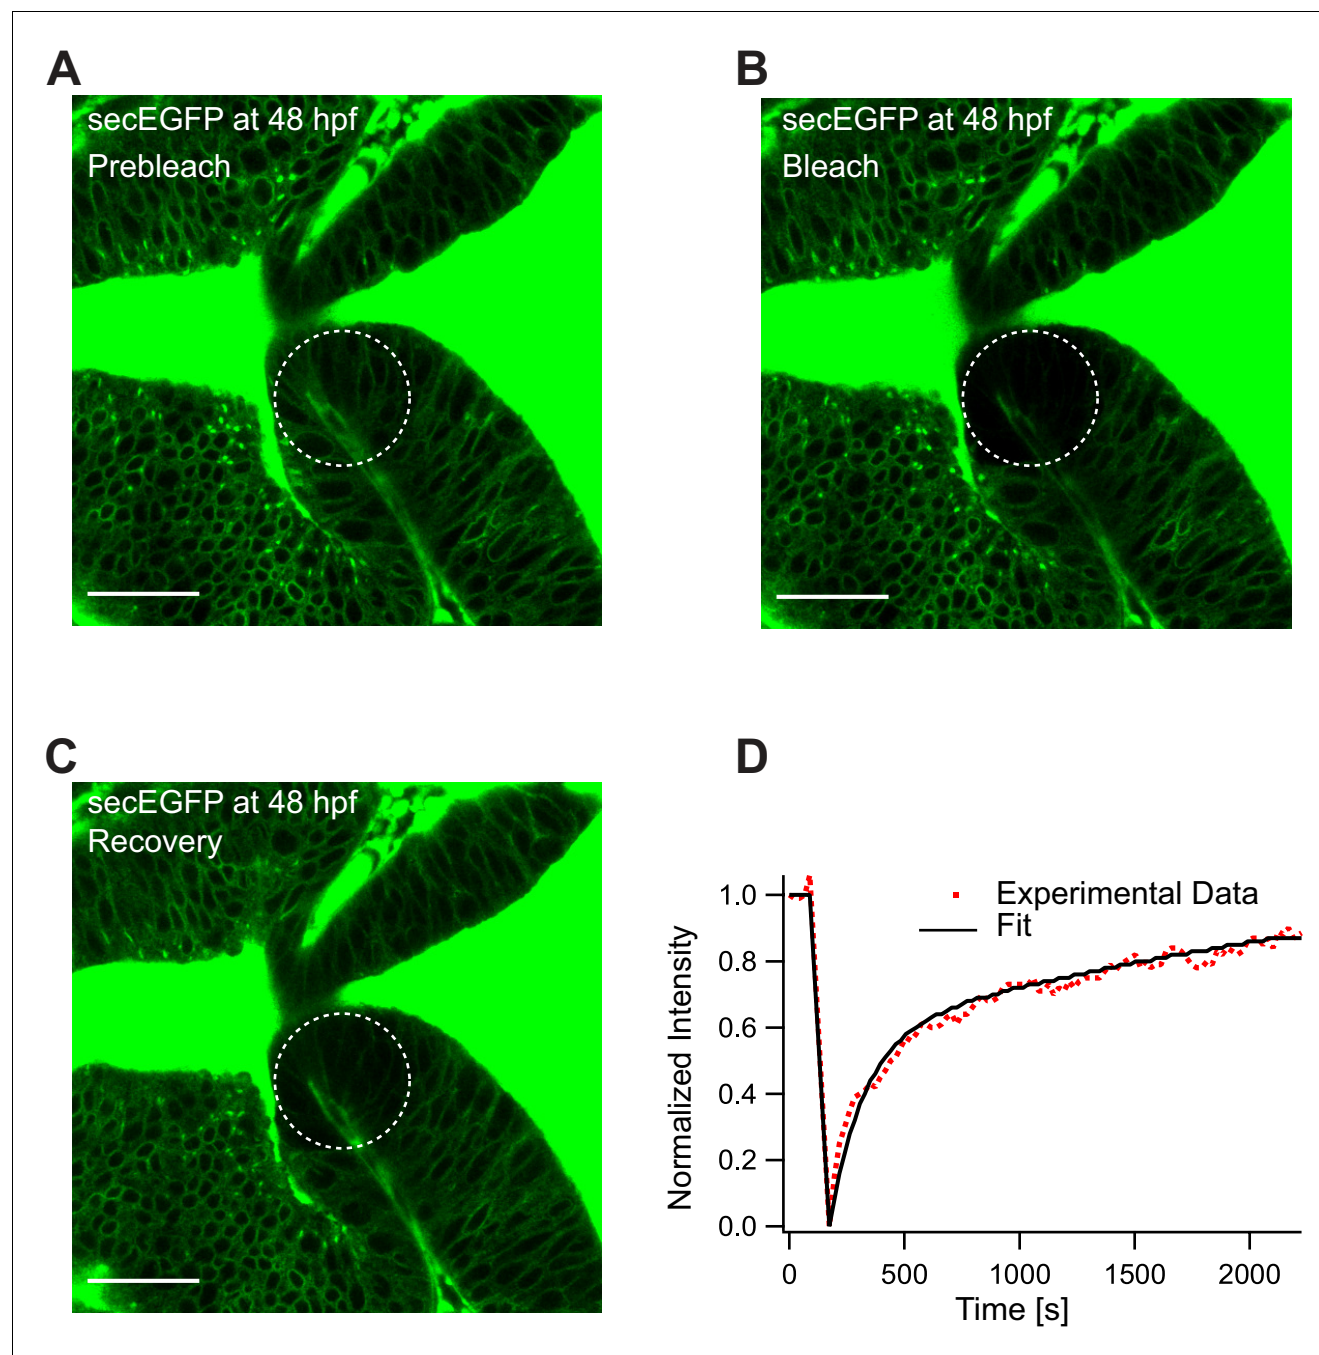 A
secEGFP at 48 hpf
Prebleach
B
secEGFP at 48 hpf
Bleach
C
secEGFP at 48 hpf
Recovery
D
Experimental Data
Fit
Normalized Intensity
1.0
0.8
0.6
0.4
0.2
0.0
0 500 1000 1500 2000
Time [s]